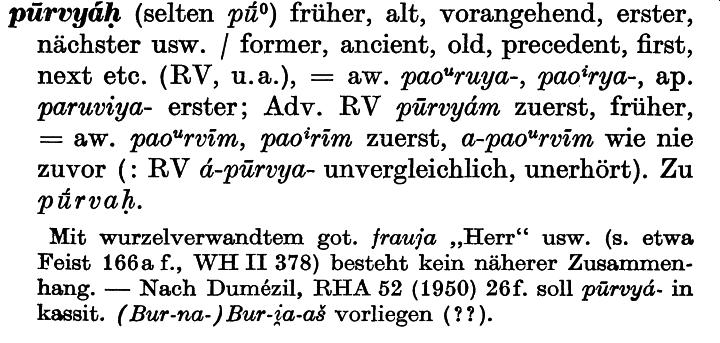 pūrvyáḥ (selten pū́⁰) früher, alt, vorangehend, erster,
nächster usw. / former, ancient, old, precedent, first,
next etc. (RV, u.a.), = aw. paoᵘruya-, paoⁱrya-, ap.
paruviya- erster; Adv. RV pūrvyám zuerst, früher,
= aw. paoᵘrvīm, paoⁱrīm zuerst, a-paoᵘrvīm wie nie
zuvor (: RV á-pūrvya- unvergleichlich, unerhört). Zu
pū́rvaḥ.
Mit wurzelverwandtem got. frauja „Herr“ usw. (s. etwa
Feist 166a f., WH II 378) besteht kein näherer Zusammen-
hang. — Nach Dumézil, RHA 52 (1950) 26f. soll pūrvyá- in
kassit. (Bur-na-)Bur-i̯a-aš vorliegen (??).